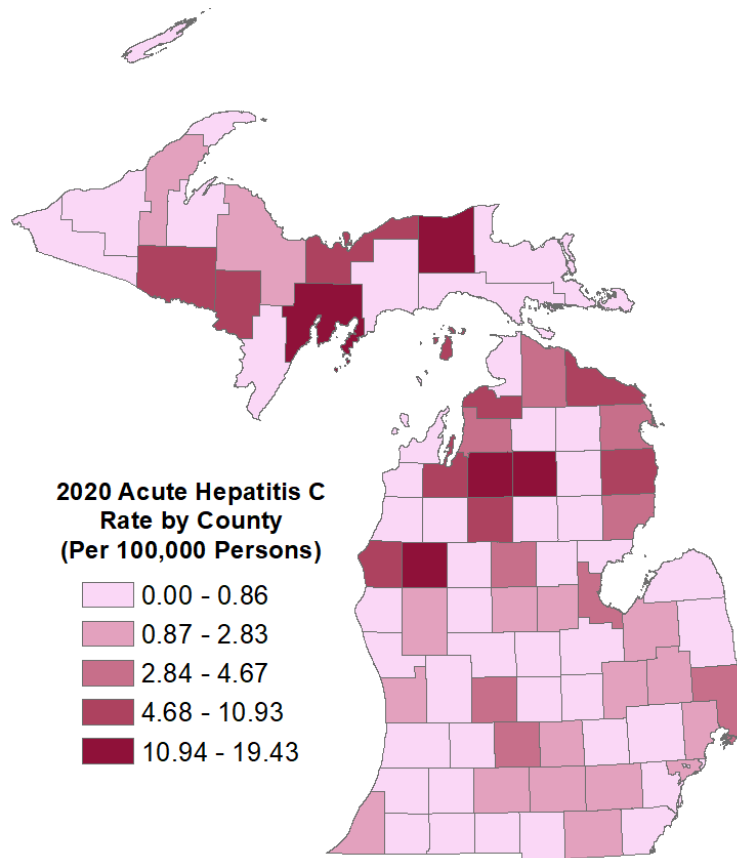 2020 Acute Hepatitis C
Rate by County
(Per 100,000 Persons)
0.00 - 0.86
0.87 - 2.83
2.84 - 4.67
4.68 - 10.93
10.94 - 19.43